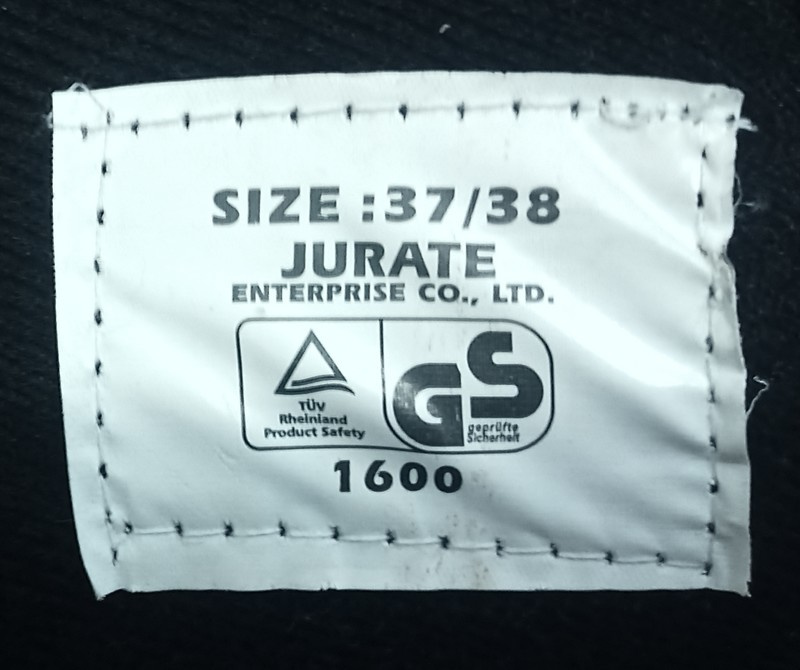 SIZE :37/38
JURATE
ENTERPRISE CO., LTD.
TÜV
Rheinland
Product Safety
GS
geprüfte
Sicherheit
1600